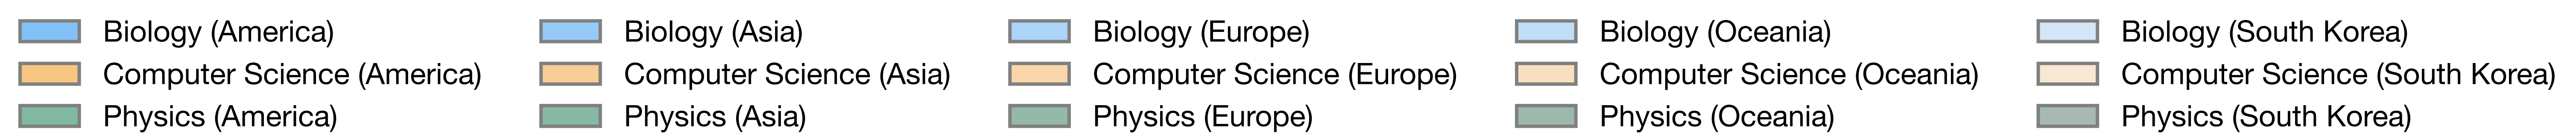 Biology (America) Biology (Asia) Biology (Europe) Biology (Oceania) Biology (South Korea)
Computer Science (America) Computer Science (Asia) Computer Science (Europe) Computer Science (Oceania) Computer Science (South Korea)
Physics (America) Physics (Asia) Physics (Europe) Physics (Oceania) Physics (South Korea)